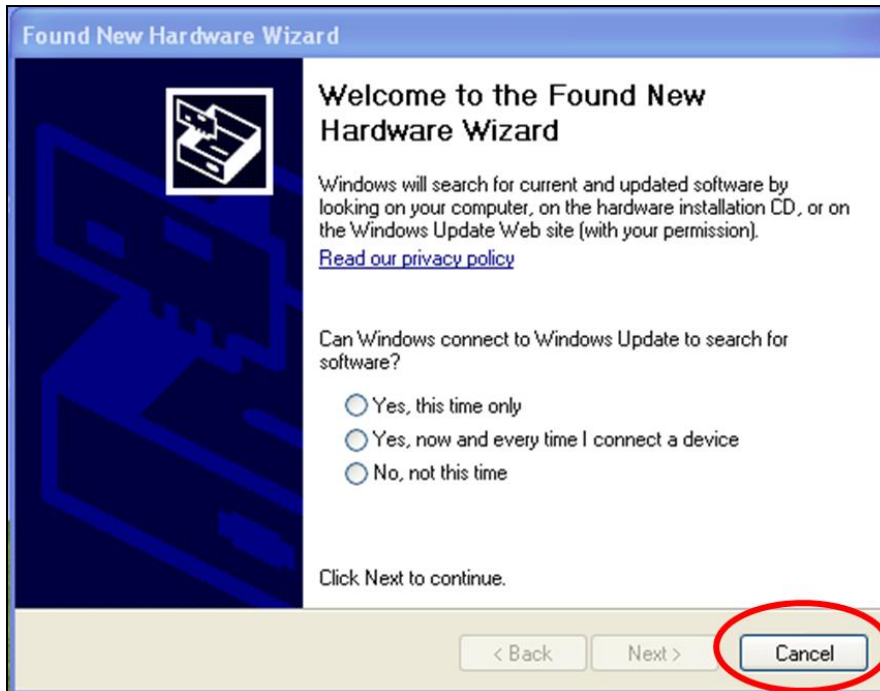 Found New Hardware Wizard
Welcome to the Found New
Hardware Wizard
Windows will search for current and updated software by
looking on your computer, on the hardware installation CD, or on
the Windows Update Web site (with your permission).
Read our privacy policy
Can Windows connect to Windows Update to search for
software?
Yes, this time only
Yes, now and every time I connect a device
No, not this time
Click Next to continue.
< Back Next > Cancel